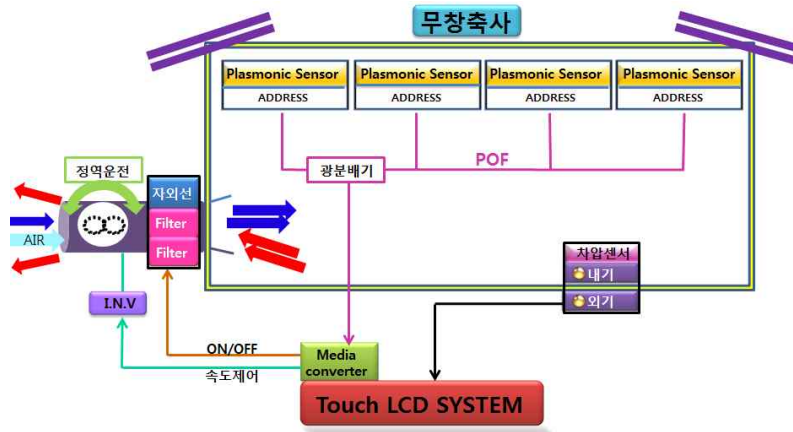 무창축사
Plasmonic Sensor
ADDRESS
Plasmonic Sensor
ADDRESS
Plasmonic Sensor
ADDRESS
Plasmonic Sensor
ADDRESS
POF
광분배기
정역운전
자외선
Filter
Filter
AIR
차압센서
내기
외기
I.N.V
ON/OFF
속도제어
Media
converter
Touch LCD SYSTEM